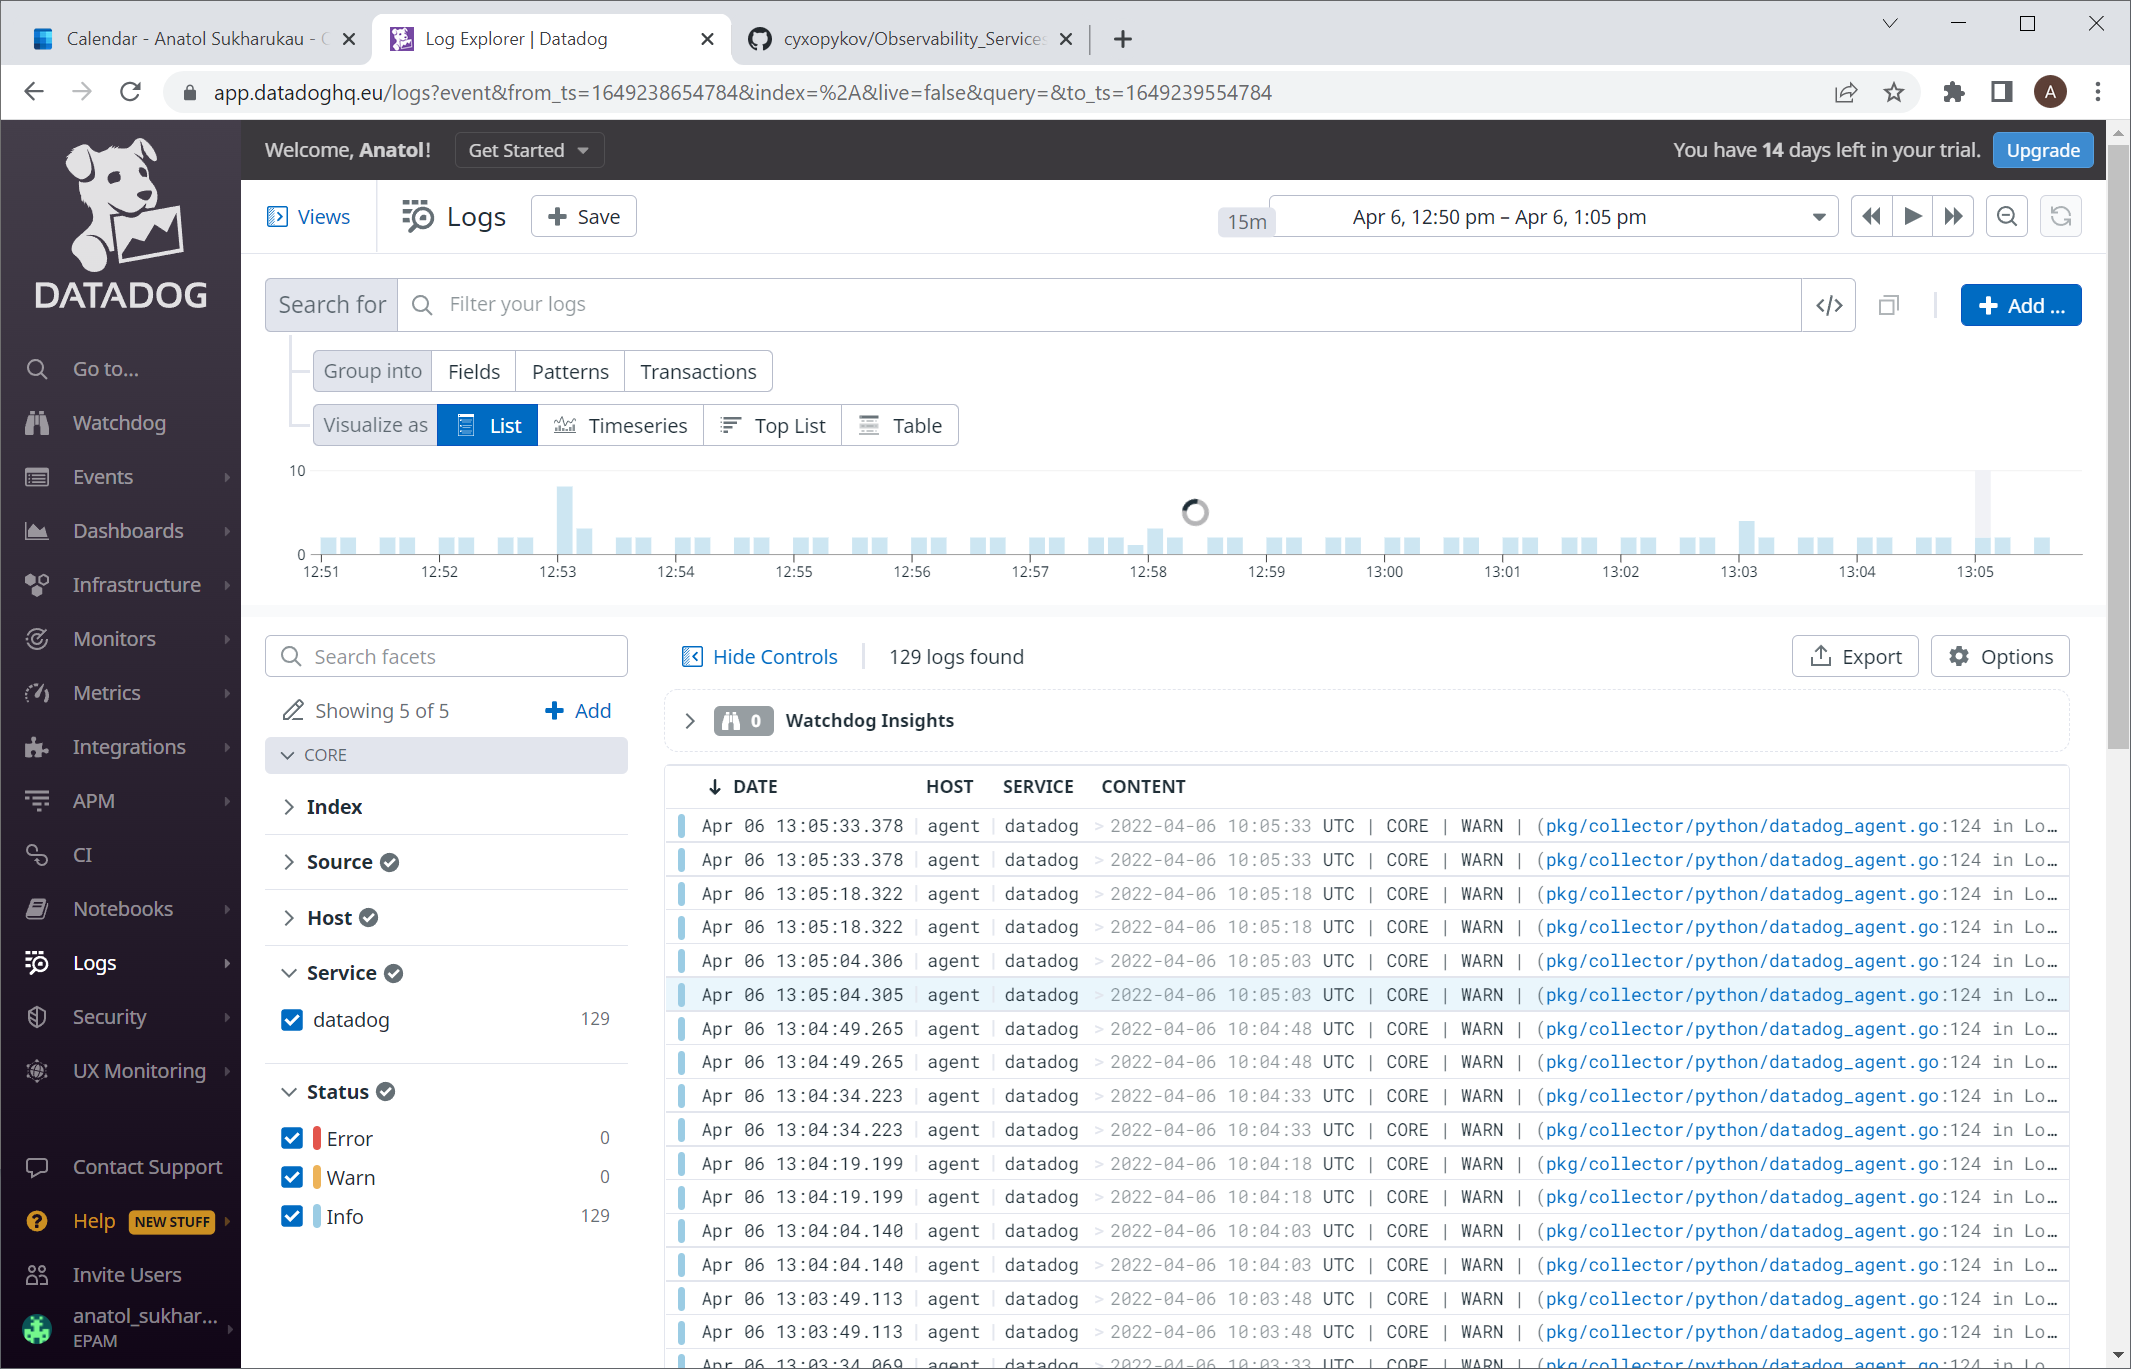 Calendar - Anatol Sukharukau -
Log Explorer | Datadog
cyxopykov/Observability_Services
app.datadoghq.eu/logs?event&from_ts=1649238654784&index=%2A&live=false&query=&to_ts=1649239554784
A
DATADOG
Welcome, Anatol!
Get Started
You have 14 days left in your trial.
Upgrade
Views
Logs
Save
15m
Apr 6, 12:50 pm – Apr 6, 1:05 pm
Search for
Filter your logs
</>
Add ...
Group into
Fields
Patterns
Transactions
Visualize as
List
Timeseries
Top List
Table
10
0
12:51 12:52 12:53 12:54 12:55 12:56 12:57 12:58 12:59 13:00 13:01 13:02 13:03 13:04 13:05
Go to...
Watchdog
Events
Dashboards
Infrastructure
Monitors
Metrics
Integrations
APM
CI
Notebooks
Logs
Security
UX Monitoring
Contact Support
Help NEW STUFF
Invite Users
anatol_sukhar...
EPAM
Search facets
Showing 5 of 5
Add
CORE
Index
Source
Host
Service
datadog 129
Status
Error 0
Warn 0
Info 129
Hide Controls
129 logs found
Export
Options
0 Watchdog Insights
DATE HOST SERVICE CONTENT
Apr 06 13:05:33.378 agent datadog > 2022-04-06 10:05:33 UTC | CORE | WARN | (pkg/collector/python/datadog_agent.go:124 in Lo…
Apr 06 13:05:33.378 agent datadog > 2022-04-06 10:05:33 UTC | CORE | WARN | (pkg/collector/python/datadog_agent.go:124 in Lo…
Apr 06 13:05:18.322 agent datadog > 2022-04-06 10:05:18 UTC | CORE | WARN | (pkg/collector/python/datadog_agent.go:124 in Lo…
Apr 06 13:05:18.322 agent datadog > 2022-04-06 10:05:18 UTC | CORE | WARN | (pkg/collector/python/datadog_agent.go:124 in Lo…
Apr 06 13:05:04.306 agent datadog > 2022-04-06 10:05:03 UTC | CORE | WARN | (pkg/collector/python/datadog_agent.go:124 in Lo…
Apr 06 13:05:04.305 agent datadog > 2022-04-06 10:05:03 UTC | CORE | WARN | (pkg/collector/python/datadog_agent.go:124 in Lo…
Apr 06 13:04:49.265 agent datadog > 2022-04-06 10:04:48 UTC | CORE | WARN | (pkg/collector/python/datadog_agent.go:124 in Lo…
Apr 06 13:04:49.265 agent datadog > 2022-04-06 10:04:48 UTC | CORE | WARN | (pkg/collector/python/datadog_agent.go:124 in Lo…
Apr 06 13:04:34.223 agent datadog > 2022-04-06 10:04:33 UTC | CORE | WARN | (pkg/collector/python/datadog_agent.go:124 in Lo…
Apr 06 13:04:34.223 agent datadog > 2022-04-06 10:04:33 UTC | CORE | WARN | (pkg/collector/python/datadog_agent.go:124 in Lo…
Apr 06 13:04:19.199 agent datadog > 2022-04-06 10:04:18 UTC | CORE | WARN | (pkg/collector/python/datadog_agent.go:124 in Lo…
Apr 06 13:04:19.199 agent datadog > 2022-04-06 10:04:18 UTC | CORE | WARN | (pkg/collector/python/datadog_agent.go:124 in Lo…
Apr 06 13:04:04.140 agent datadog > 2022-04-06 10:04:03 UTC | CORE | WARN | (pkg/collector/python/datadog_agent.go:124 in Lo…
Apr 06 13:04:04.140 agent datadog > 2022-04-06 10:04:03 UTC | CORE | WARN | (pkg/collector/python/datadog_agent.go:124 in Lo…
Apr 06 13:03:49.113 agent datadog > 2022-04-06 10:03:48 UTC | CORE | WARN | (pkg/collector/python/datadog_agent.go:124 in Lo…
Apr 06 13:03:49.113 agent datadog > 2022-04-06 10:03:48 UTC | CORE | WARN | (pkg/collector/python/datadog_agent.go:124 in Lo…
Apr 06 13:03:34.069 agent datadog > 2022-04-06 10:03:33 UTC | CORE | WARN | (pkg/collector/python/datadog_agent.go:124 in Lo…